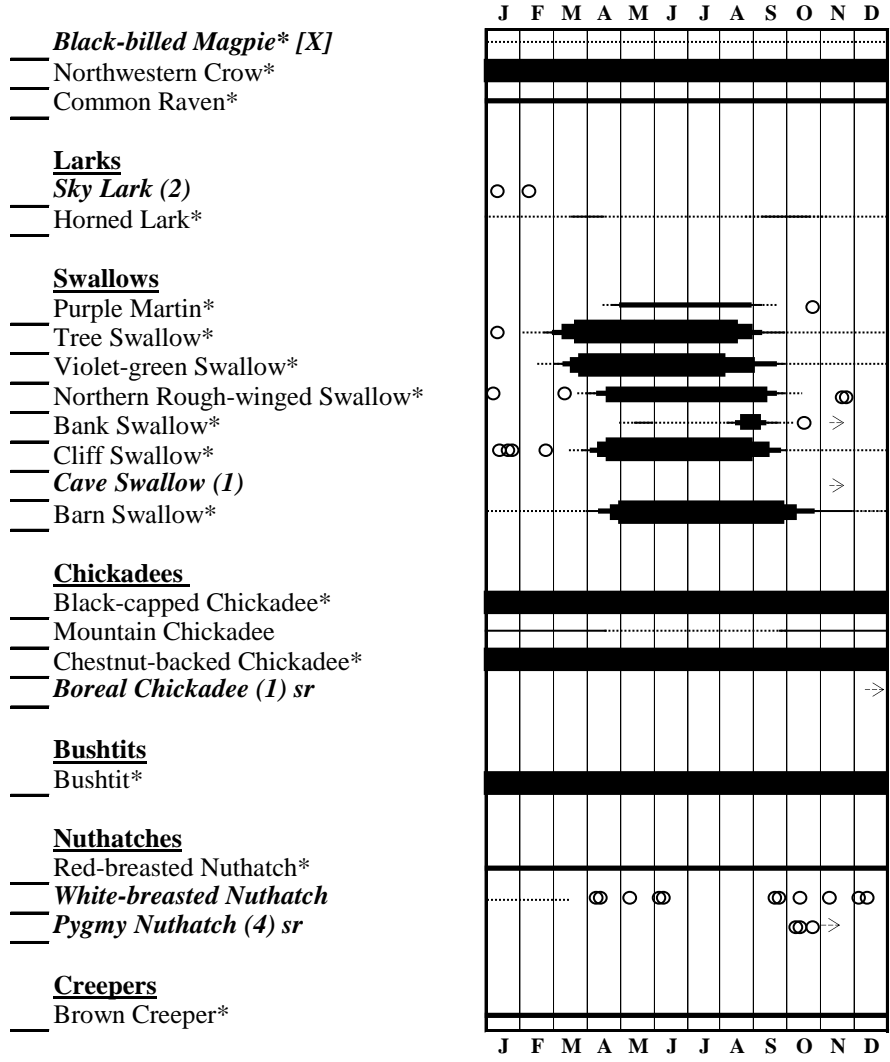 J F M A M J J A S O N D
Black-billed Magpie* [X]
Northwestern Crow*
Common Raven*
Larks
Sky Lark (2)
Horned Lark*
Swallows
Purple Martin*
Tree Swallow*
Violet-green Swallow*
Northern Rough-winged Swallow*
Bank Swallow*
Cliff Swallow*
Cave Swallow (1)
Barn Swallow*
Chickadees
Black-capped Chickadee*
Mountain Chickadee
Chestnut-backed Chickadee*
Boreal Chickadee (1) sr
Bushtits
Bushtit*
Nuthatches
Red-breasted Nuthatch*
White-breasted Nuthatch
Pygmy Nuthatch (4) sr
Creepers
Brown Creeper*
J F M A M J J A S O N D